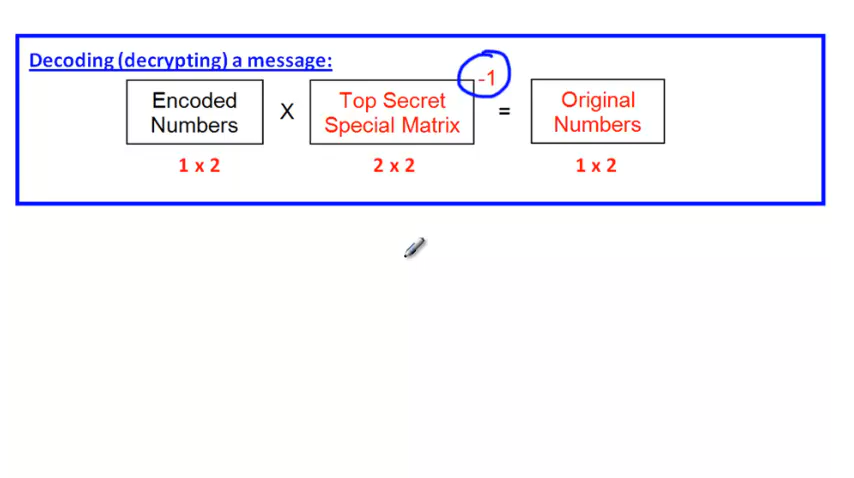 Decoding (decrypting) a message:
-1
Encoded X Top Secret = Original
Numbers Special Matrix Numbers
1 x 2 2 x 2 1 x 2